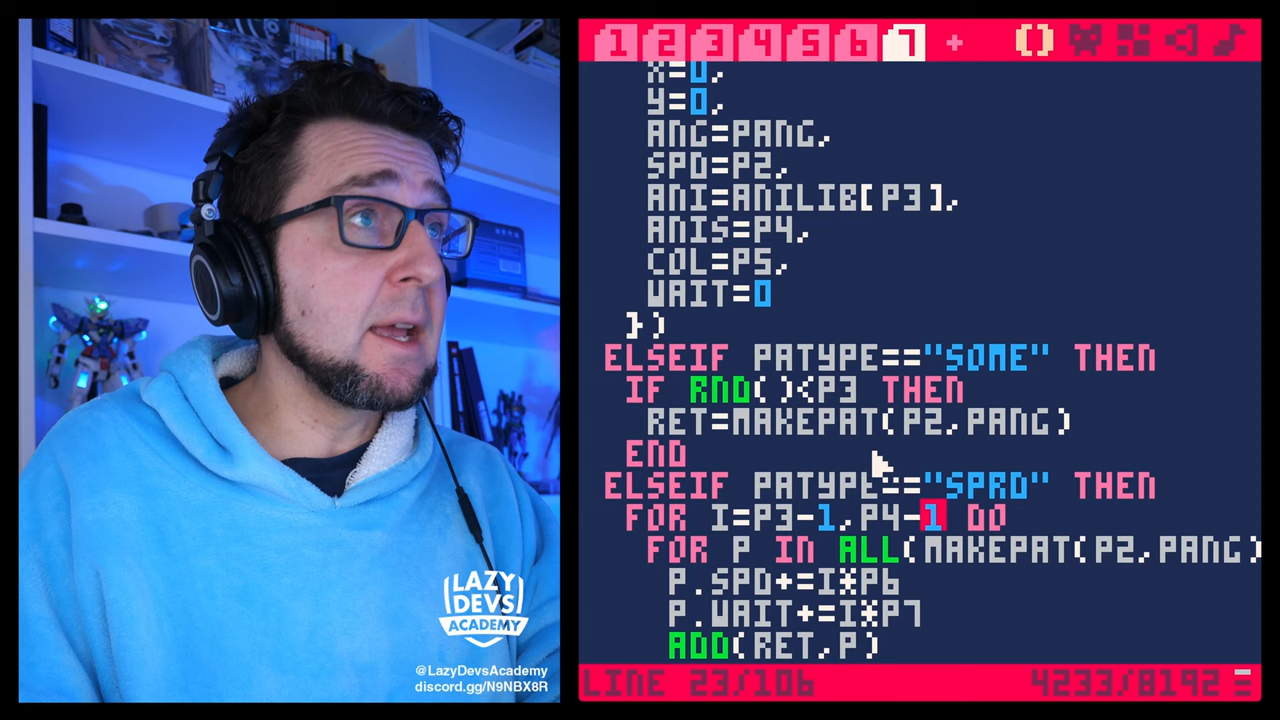 1 2 3 4 5 6 7 + ()
X=0,
Y=0,
ANG=PANG,
SPD=P2,
ANI=ANILIB[P3],
ANIS=P4,
COL=P5,
WAIT=0
})
ELSEIF PATYPE=="SOME" THEN
IF RND()<P3 THEN
RET=MAKEPAT(P2,PANG)
END
ELSEIF PATYPE=="SPRD" THEN
FOR I=P3-1,P4-1 DO
FOR P IN ALL(MAKEPAT(P2,PANG)
P.SPD+=I*P6
P.WAIT+=I*P7
ADD(RET,P)
LINE 23/106 4233/8192
LAZY
DEVS
ACADEMY
@LazyDevsAcademy
discord.gg/N9NBX8R